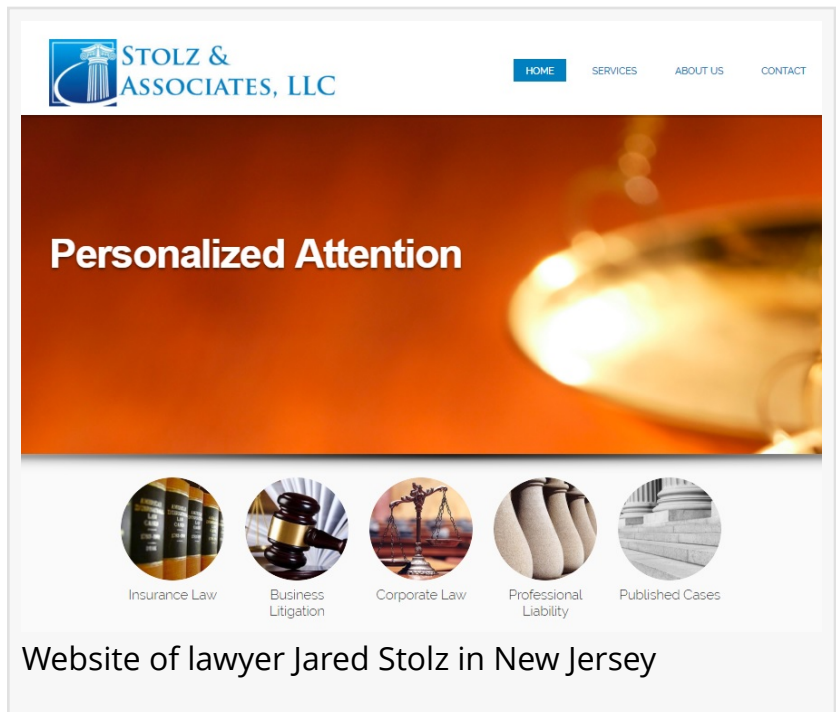 STOLZ &
ASSOCIATES, LLC
HOME SERVICES ABOUT US CONTACT
Personalized Attention
Insurance Law
Business
Litigation
Corporate Law
Professional
Liability
Published Cases
Website of lawyer Jared Stolz in New Jersey